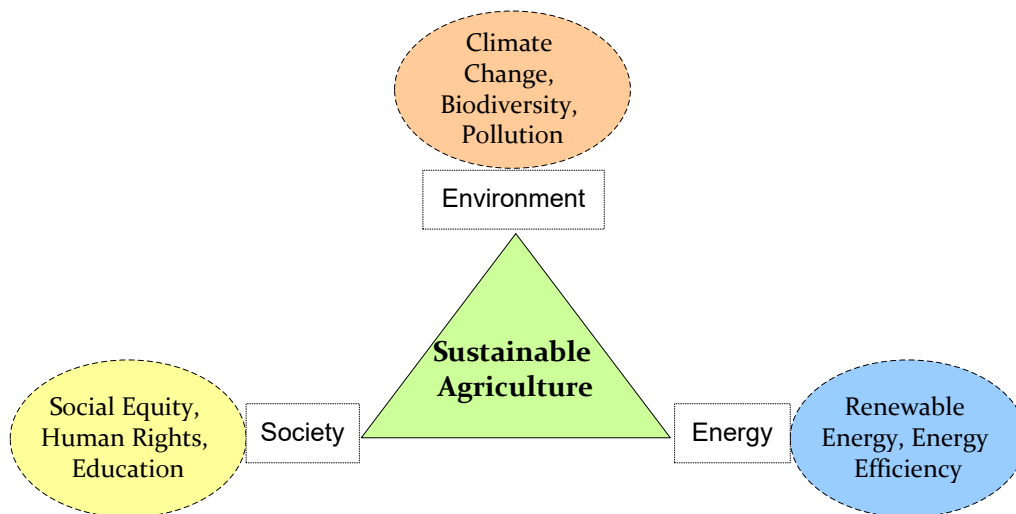 Climate
Change,
Biodiversity,
Pollution
Environment
Sustainable
Agriculture
Social Equity,
Human Rights,
Education
Society
Energy
Renewable
Energy, Energy
Efficiency